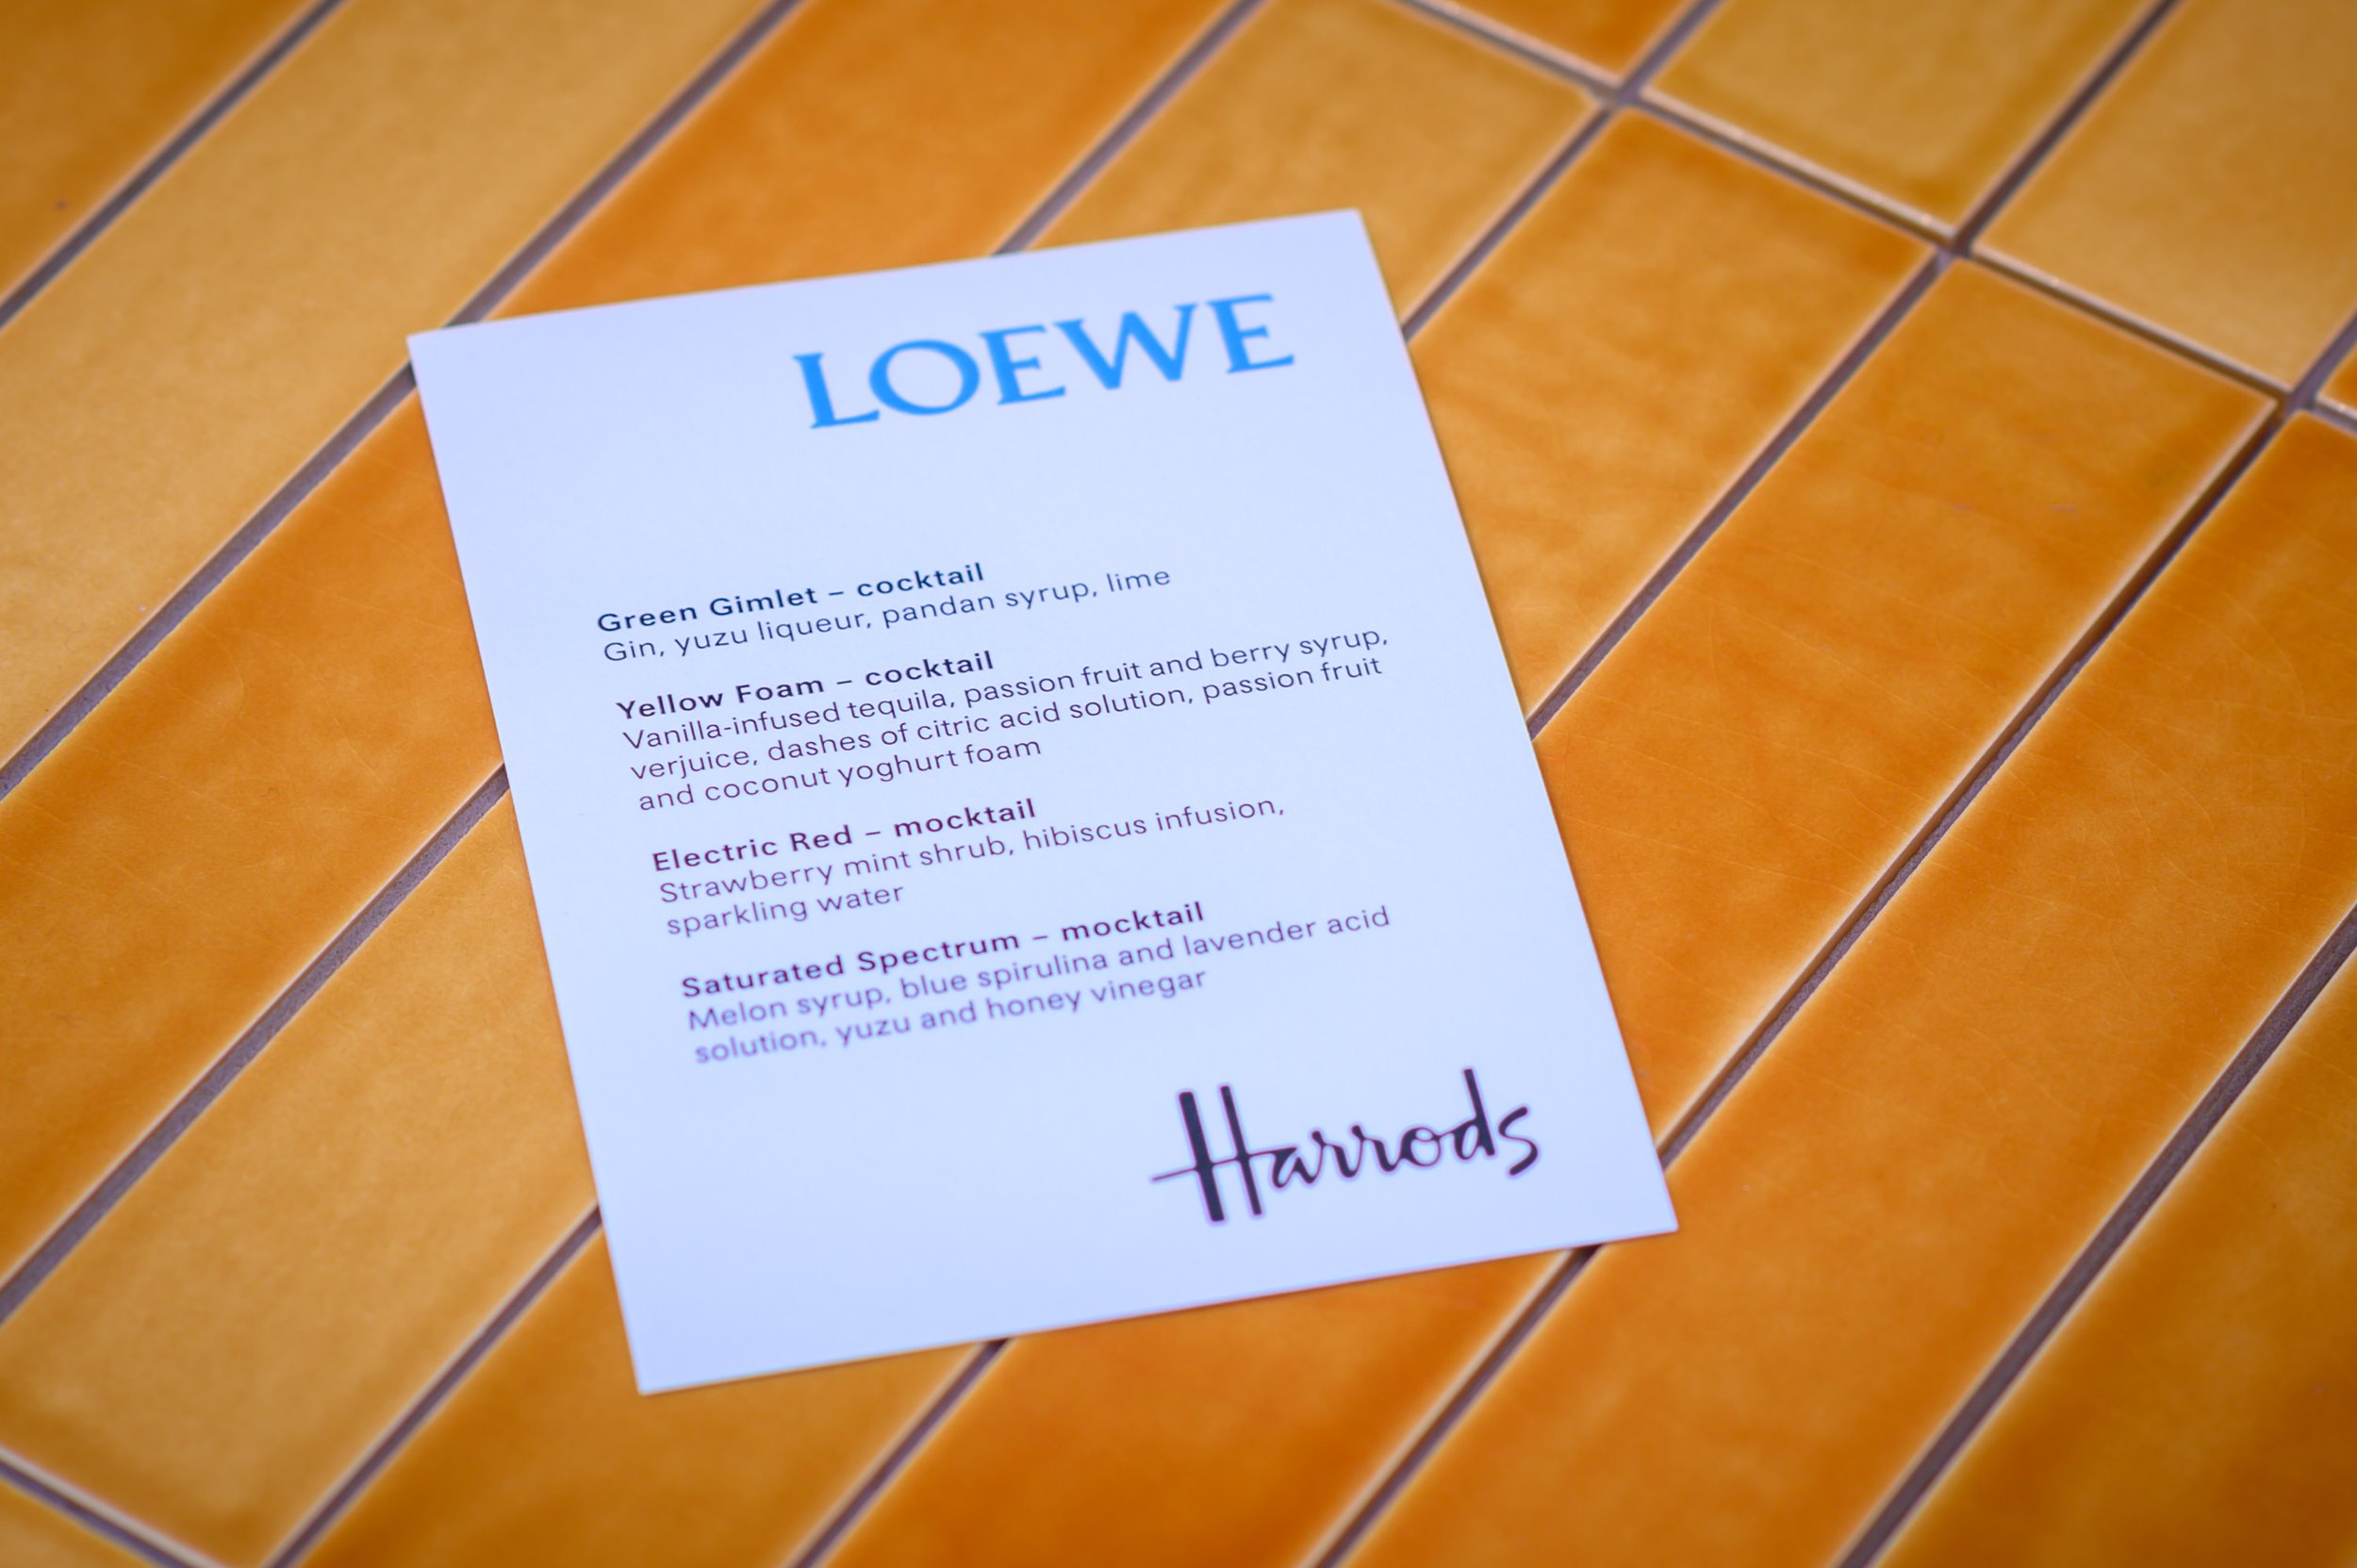 LOEWE
Green Gimlet – cocktail
Gin, yuzu liqueur, pandan syrup, lime
Yellow Foam – cocktail
Vanilla-infused tequila, passion fruit and berry syrup,
verjuice, dashes of citric acid solution, passion fruit
and coconut yoghurt foam
Electric Red – mocktail
Strawberry mint shrub, hibiscus infusion,
sparkling water
Saturated Spectrum – mocktail
Melon syrup, blue spirulina and lavender acid
solution, yuzu and honey vinegar
Harrods